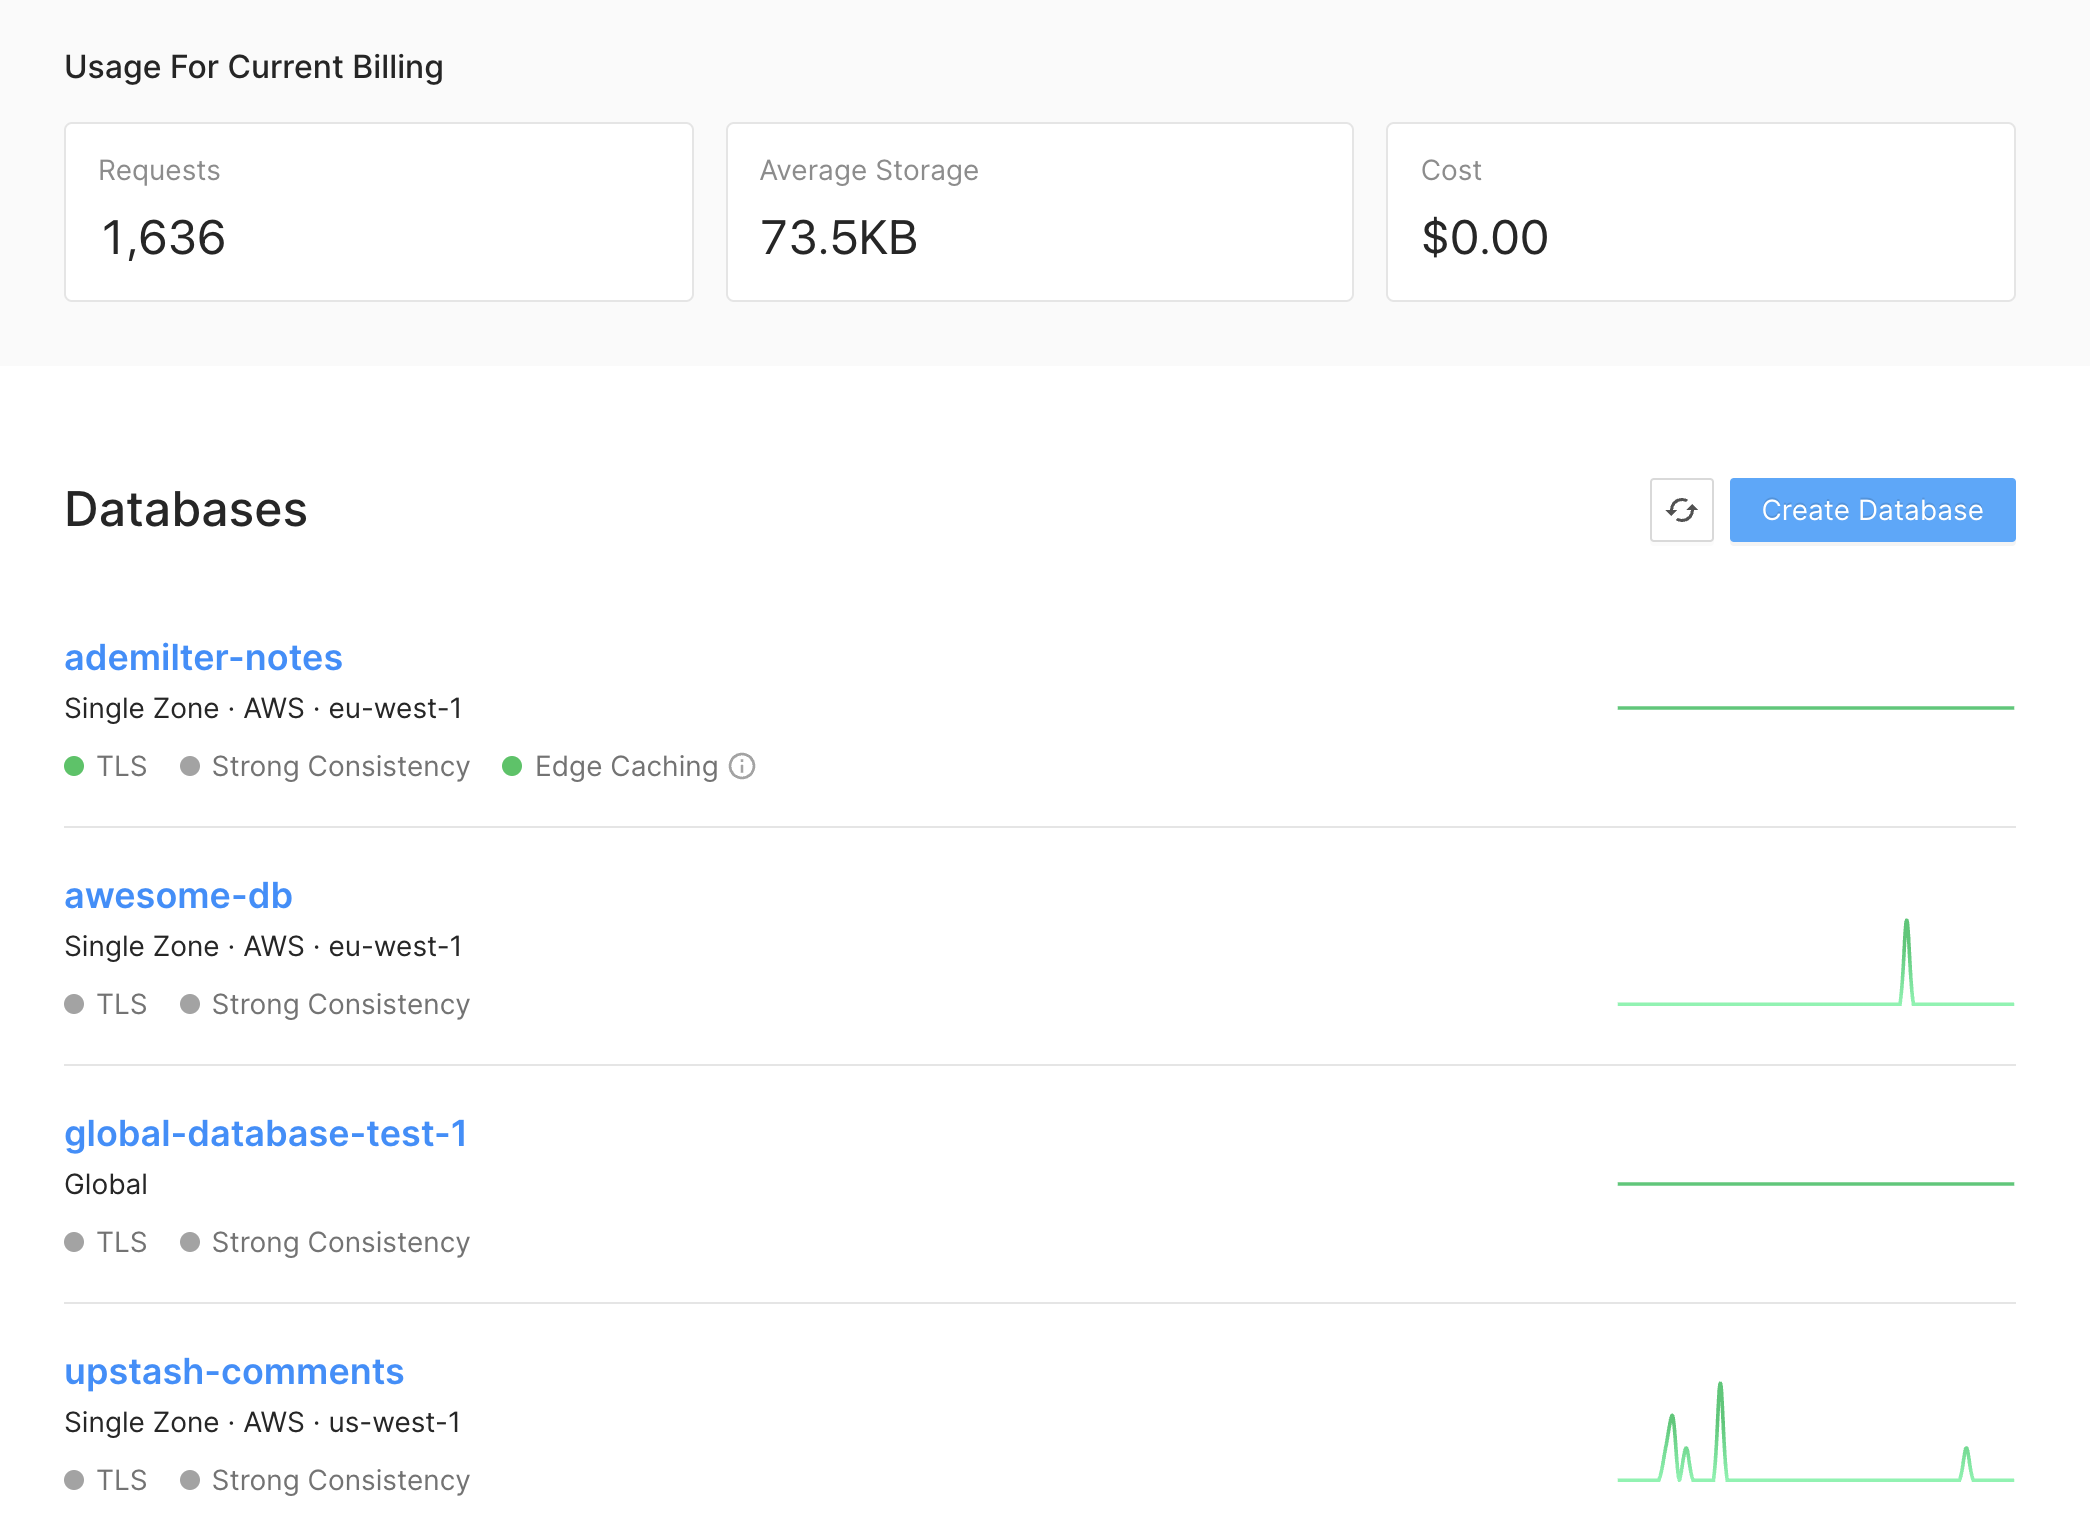 Usage For Current Billing
Requests
Average Storage
Cost
1,636
73.5KB
$0.00
Databases
Create Database
ademilter-notes
Single Zone · AWS · eu-west-1
TLS Strong Consistency Edge Caching
awesome-db
Single Zone · AWS · eu-west-1
TLS Strong Consistency
global-database-test-1
Global
TLS Strong Consistency
upstash-comments
Single Zone · AWS · us-west-1
TLS Strong Consistency